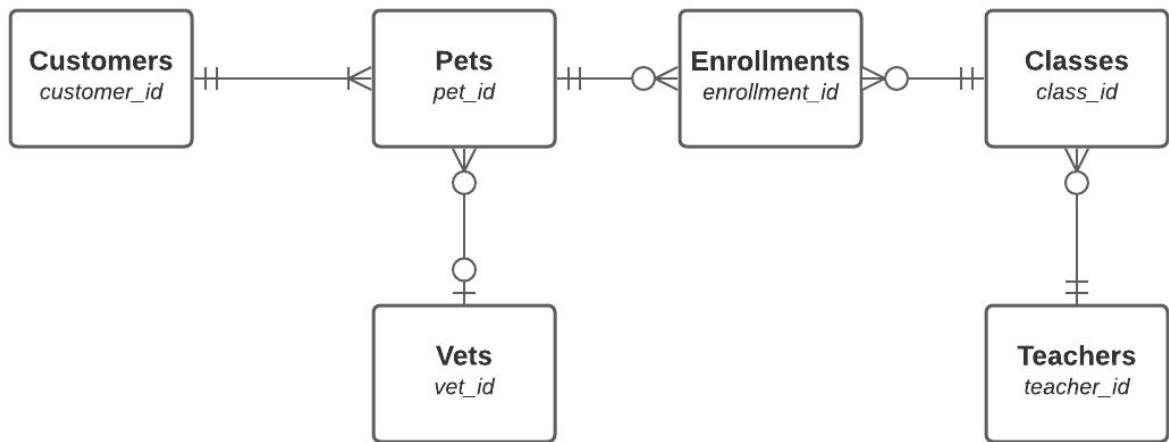 Customers
customer_id
Pets
pet_id
Enrollments
enrollment_id
Classes
class_id
Vets
vet_id
Teachers
teacher_id